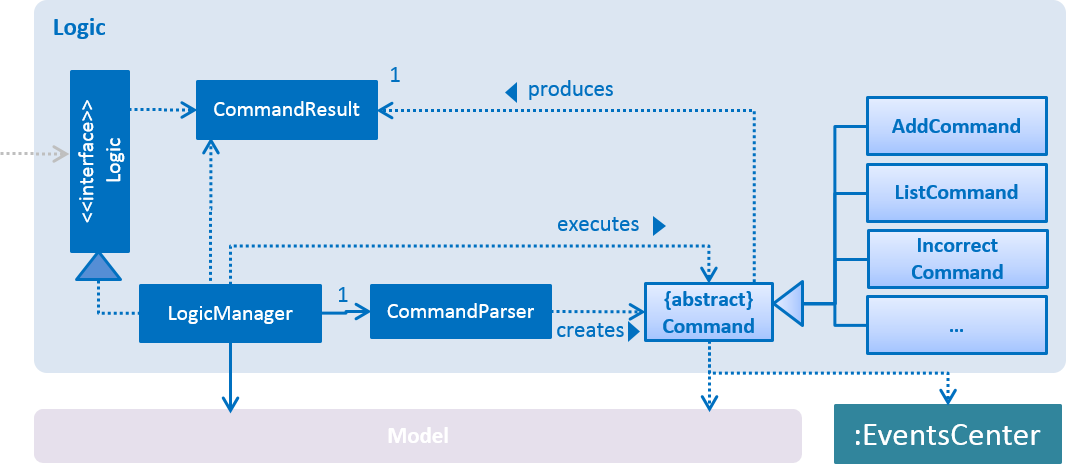 Logic
<<interface>>
Logic
CommandResult
1
produces
AddCommand
ListCommand
executes
Incorrect
Command
LogicManager
1
CommandParser
creates
{abstract}
Command
...
Model
:EventsCenter